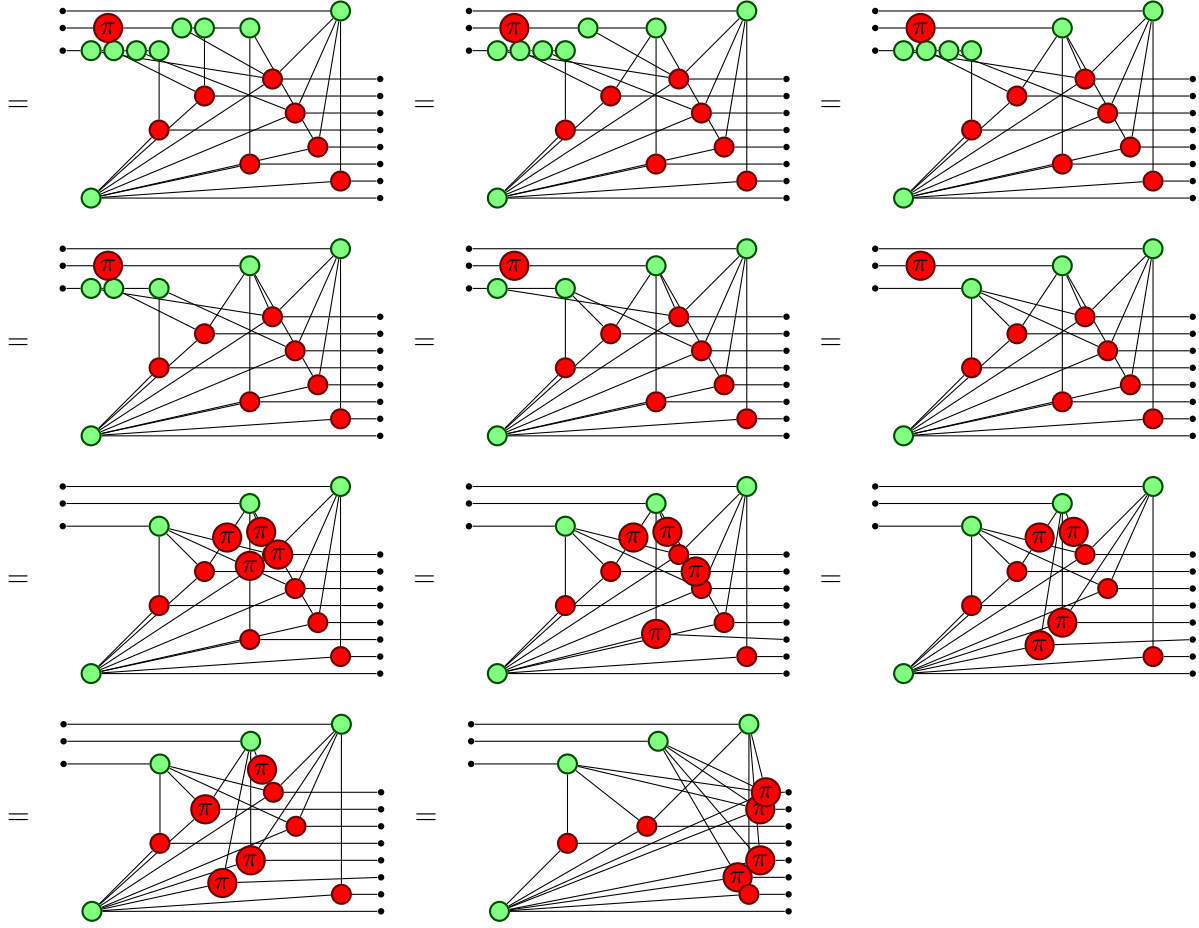 = π = π = π
= π = π = π
= π π π π = π π π π = π π π π
= π π π π = π π π π